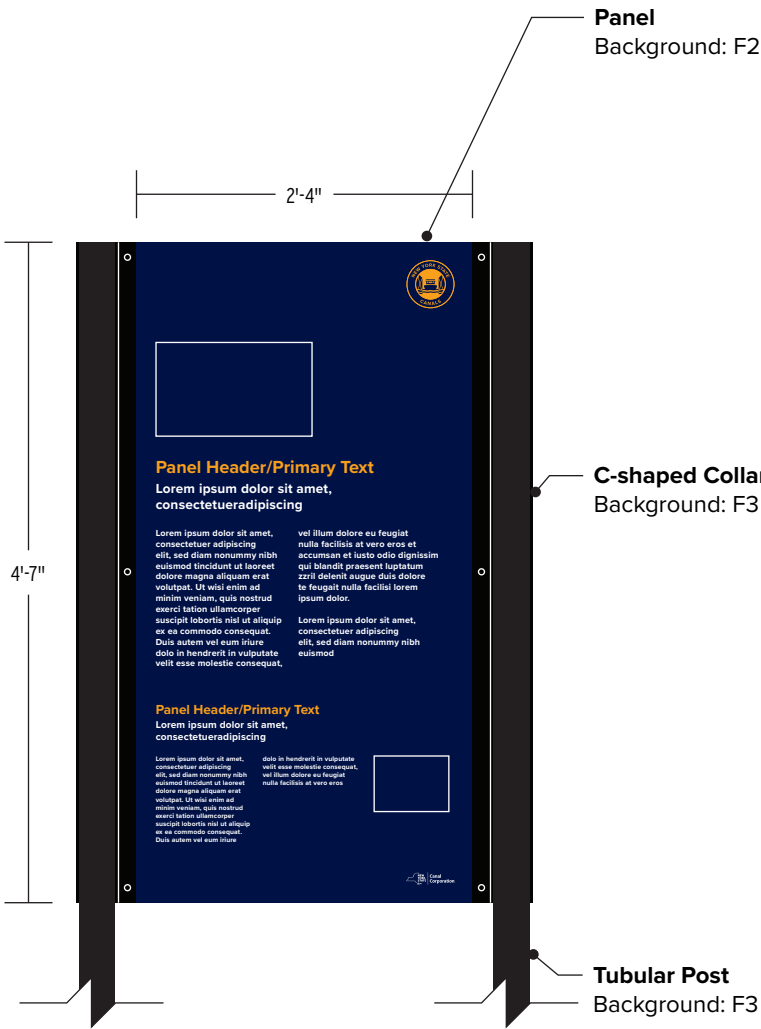 Panel
Background: F2
2'-4"
NEW YORK STATE
CANALS
4'-7"
Panel Header/Primary Text
Lorem ipsum dolor sit amet,
consectetueradipiscing
Lorem ipsum dolor sit amet,
consectetuer adipiscing
elit, sed diam nonummy nibh
euismod tincidunt ut laoreet
dolore magna aliquam erat
volutpat. Ut wisi enim ad
minim veniam, quis nostrud
exerci tation ullamcorper
suscipit lobortis nisl ut aliquip
ex ea commodo consequat.
Duis autem vel eum iriure
dolo in hendrerit in vulputate
velit esse molestie consequat,
vel illum dolore eu feugiat
nulla facilisis at vero eros et
accumsan et iusto odio dignissim
qui blandit praesent luptatum
zzril delenit augue duis dolore
te feugait nulla facilisi lorem
ipsum dolor.
Lorem ipsum dolor sit amet,
consectetuer adipiscing
elit, sed diam nonummy nibh
euismod
C-shaped Collar
Background: F3
Panel Header/Primary Text
Lorem ipsum dolor sit amet,
consectetueradipiscing
Lorem ipsum dolor sit amet,
consectetuer adipiscing
elit, sed diam nonummy nibh
euismod tincidunt ut laoreet
dolore magna aliquam erat
volutpat. Ut wisi enim ad
minim veniam, quis nostrud
exerci tation ullamcorper
suscipit lobortis nisl ut aliquip
ex ea commodo consequat.
Duis autem vel eum iriure
dolo in hendrerit in vulputate
velit esse molestie consequat,
vel illum dolore eu feugiat
nulla facilisis at vero eros
Canal
Corporation
Tubular Post
Background: F3